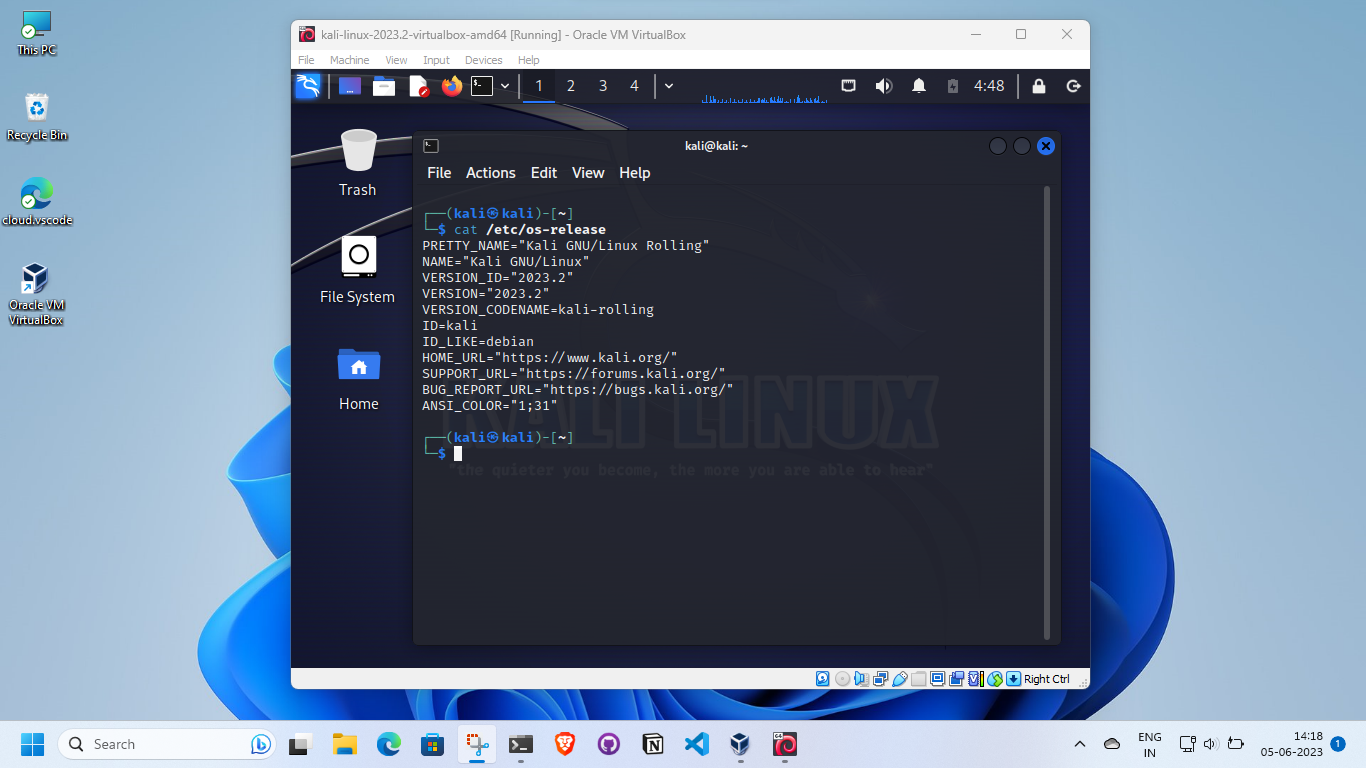 This PC
Recycle Bin
cloud.vscode
Oracle VM
VirtualBox
kali-linux-2023.2-virtualbox-amd64 [Running] - Oracle VM VirtualBox
File Machine View Input Devices Help
1 2 3 4 4:48
Trash
File System
Home
kali@kali: ~
File Actions Edit View Help
┌──(kali㉿kali)-[~]
└─$ cat /etc/os-release
PRETTY_NAME="Kali GNU/Linux Rolling"
NAME="Kali GNU/Linux"
VERSION_ID="2023.2"
VERSION="2023.2"
VERSION_CODENAME=kali-rolling
ID=kali
ID_LIKE=debian
HOME_URL="https://www.kali.org/"
SUPPORT_URL="https://forums.kali.org/"
BUG_REPORT_URL="https://bugs.kali.org/"
ANSI_COLOR="1;31"
┌──(kali㉿kali)-[~]
└─$
KALI LINUX
"the quieter you become, the more you are able to hear"
Right Ctrl
Search
ENG
IN
14:18
05-06-2023
1